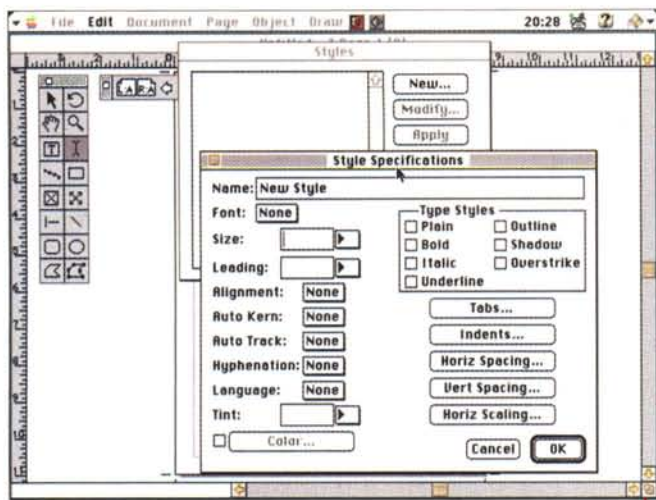 File Edit Document Page Object Draw 20:28
Styles
New...
Modify...
Apply
Style Specifications
Name: New Style
Font: None
Size:
Leading:
Alignment: None
Auto Kern: None
Auto Track: None
Hyphenation: None
Language: None
Tint:
Color...
Type Styles
Plain
Outline
Bold
Shadow
Italic
Overstrike
Underline
Tabs...
Indents...
Horiz Spacing...
Vert Spacing...
Horiz Scaling...
Cancel
OK